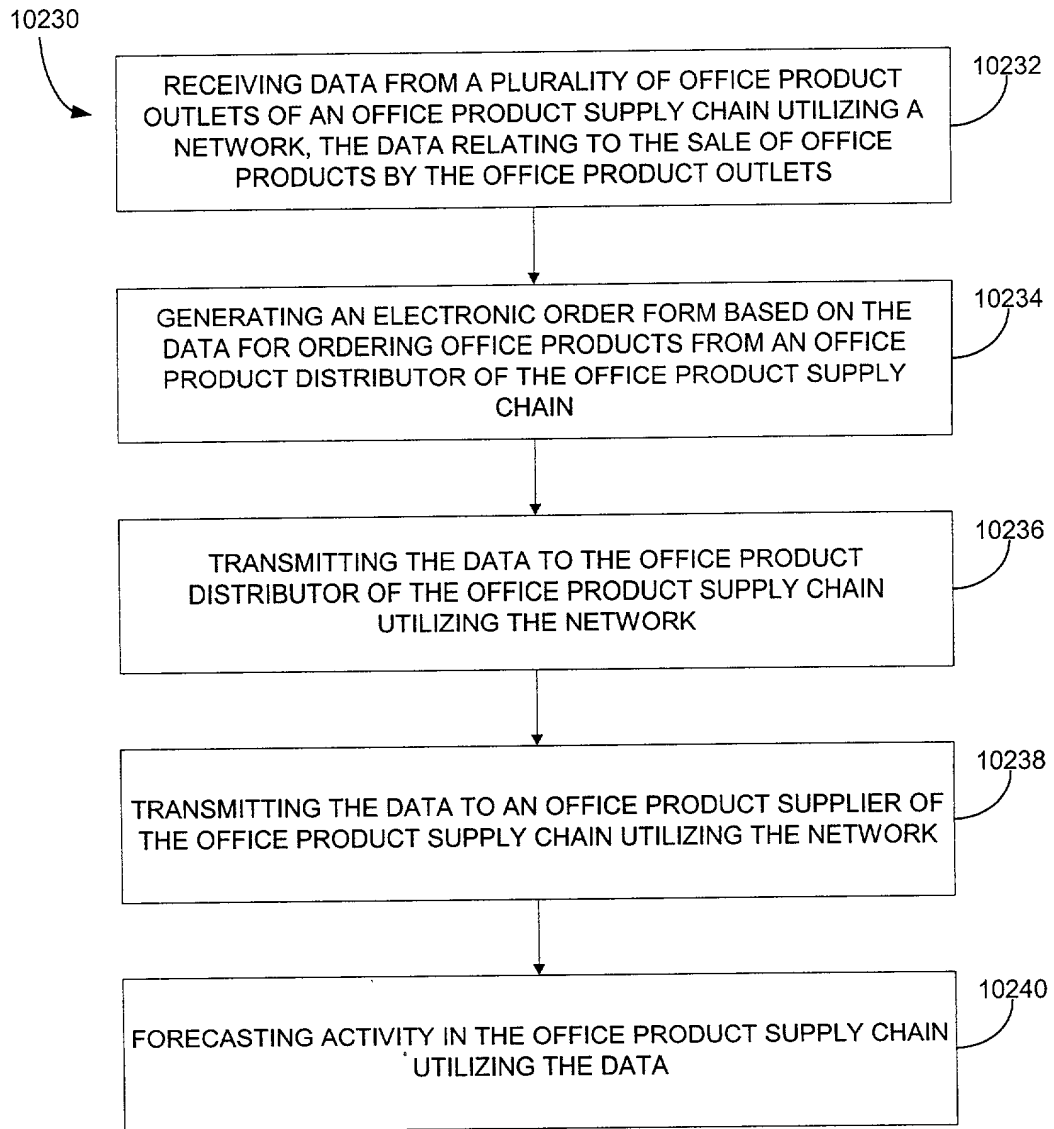 10230
RECEIVING DATA FROM A PLURALITY OF OFFICE PRODUCT
OUTLETS OF AN OFFICE PRODUCT SUPPLY CHAIN UTILIZING A
NETWORK, THE DATA RELATING TO THE SALE OF OFFICE
PRODUCTS BY THE OFFICE PRODUCT OUTLETS
10232
GENERATING AN ELECTRONIC ORDER FORM BASED ON THE
DATA FOR ORDERING OFFICE PRODUCTS FROM AN OFFICE
PRODUCT DISTRIBUTOR OF THE OFFICE PRODUCT SUPPLY
CHAIN
10234
TRANSMITTING THE DATA TO THE OFFICE PRODUCT
DISTRIBUTOR OF THE OFFICE PRODUCT SUPPLY CHAIN
UTILIZING THE NETWORK
10236
TRANSMITTING THE DATA TO AN OFFICE PRODUCT SUPPLIER OF
THE OFFICE PRODUCT SUPPLY CHAIN UTILIZING THE NETWORK
10238
FORECASTING ACTIVITY IN THE OFFICE PRODUCT SUPPLY CHAIN
UTILIZING THE DATA
10240